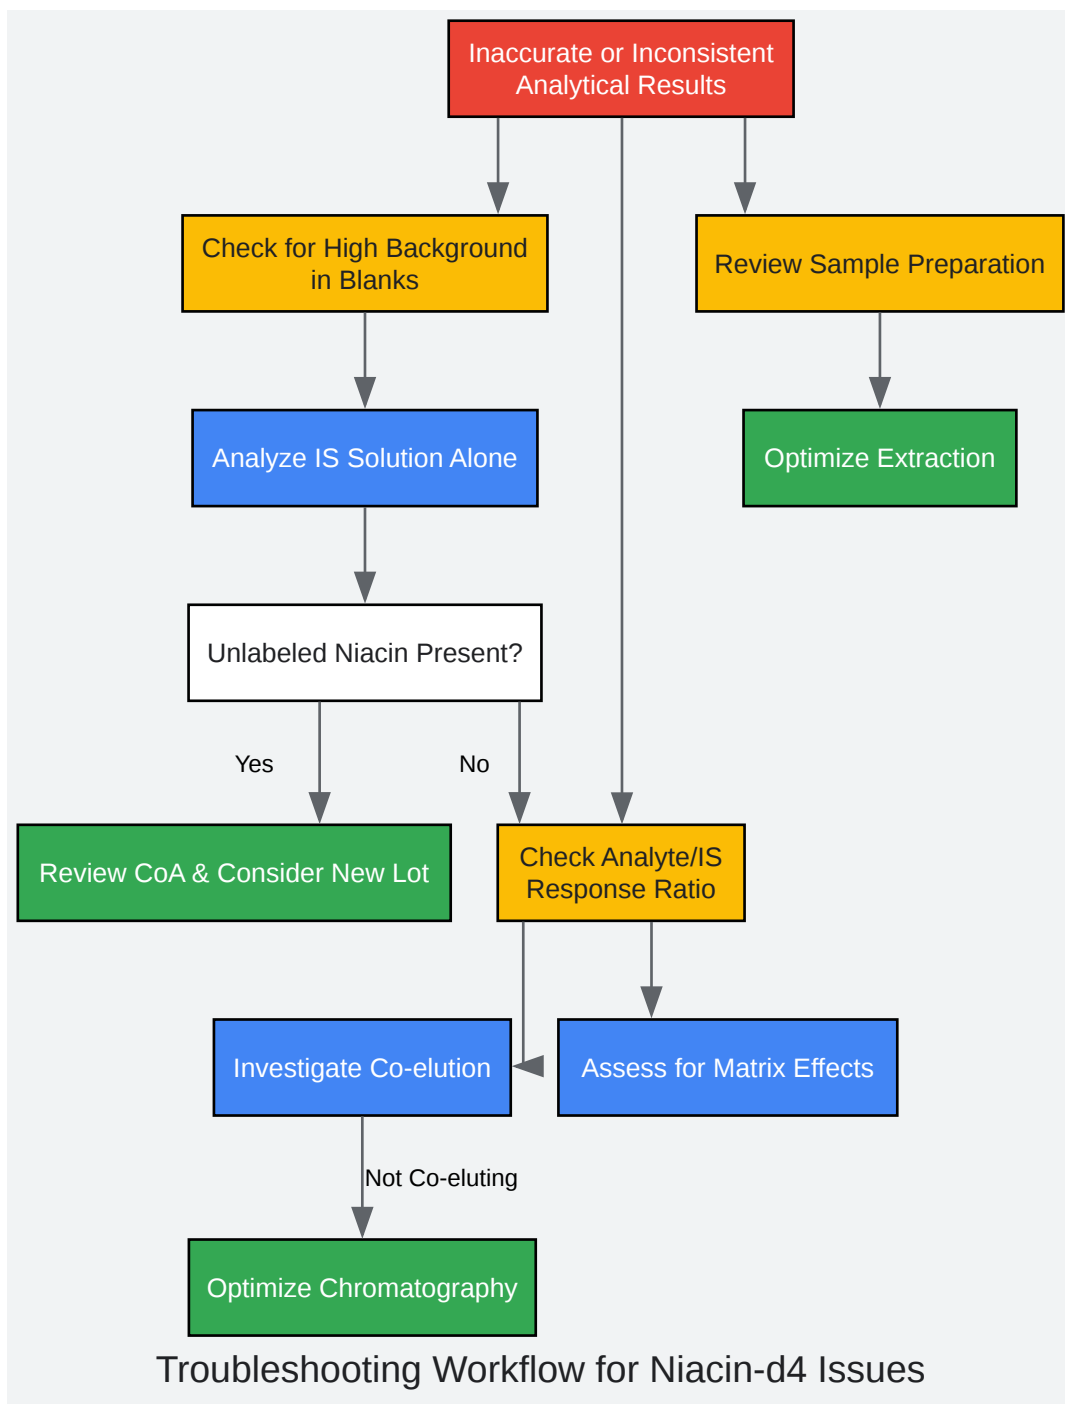 Inaccurate or Inconsistent
Analytical Results
Check for High Background
in Blanks
Review Sample Preparation
Analyze IS Solution Alone
Optimize Extraction
Unlabeled Niacin Present?
Yes
No
Review CoA & Consider New Lot
Check Analyte/IS
Response Ratio
Investigate Co-elution
Assess for Matrix Effects
Not Co-eluting
Optimize Chromatography
Troubleshooting Workflow for Niacin-d4 Issues